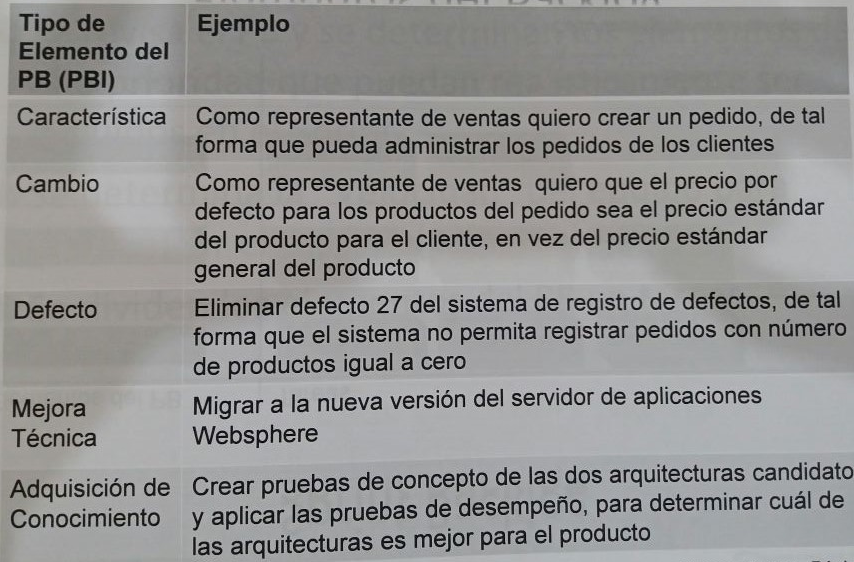 Tipo de Elemento del PB (PBI) Ejemplo
Característica Como representante de ventas quiero crear un pedido, de tal
forma que pueda administrar los pedidos de los clientes
Cambio Como representante de ventas quiero que el precio por
defecto para los productos del pedido sea el precio estándar
del producto para el cliente, en vez del precio estándar
general del producto
Defecto Eliminar defecto 27 del sistema de registro de defectos, de tal
forma que el sistema no permita registrar pedidos con número
de productos igual a cero
Mejora Técnica Migrar a la nueva versión del servidor de aplicaciones
Websphere
Adquisición de Conocimiento Crear pruebas de concepto de las dos arquitecturas candidato
y aplicar las pruebas de desempeño, para determinar cuál de
las arquitecturas es mejor para el producto